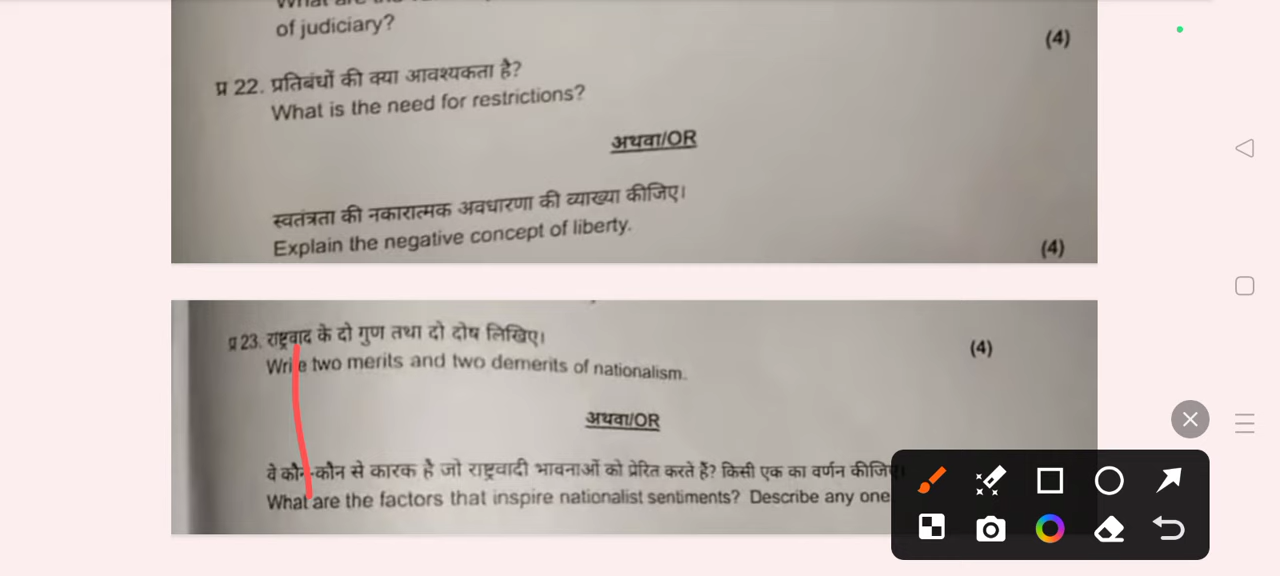 of judiciary?
(4)
प्र 22. प्रतिबंधों की क्या आवश्यकता है?
What is the need for restrictions?
अथवा/OR
स्वतंत्रता की नकारात्मक अवधारणा की व्याख्या कीजिए।
Explain the negative concept of liberty.
(4)
प्र 23. राष्ट्रवाद के दो गुण तथा दो दोष लिखिए।
(4)
Write two merits and two demerits of nationalism.
अथवा/OR
वे कौन-कौन से कारक है जो राष्ट्रवादी भावनाओं को प्रेरित करते हैं? किसी एक का वर्णन कीजिए।
What are the factors that inspire nationalist sentiments? Describe any one